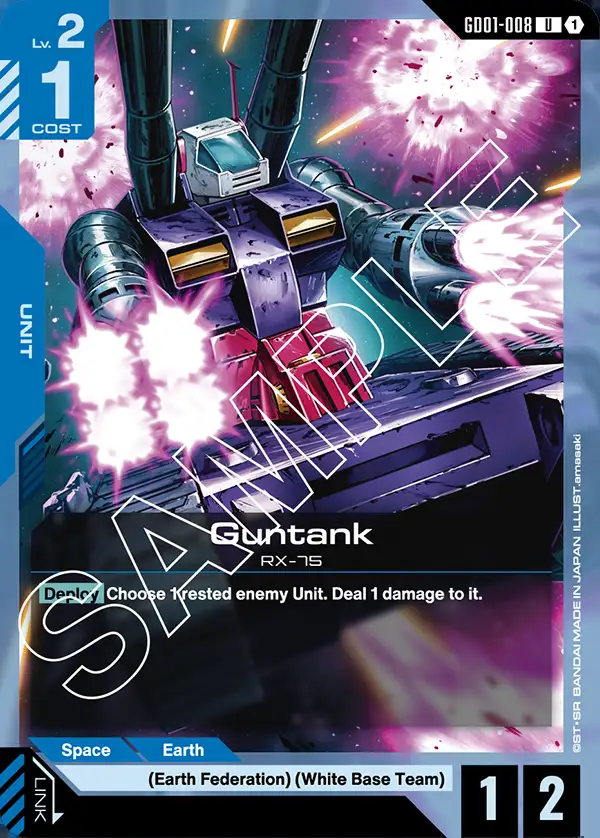 Lv. 2
1
COST
GD01-008 U 1
UNIT
SAMPLE
Guntank
RX-75
Deploy Choose 1 rested enemy Unit. Deal 1 damage to it.
©ST・SR BANDAI MADE IN JAPAN ILLUST.amasaki
Space Earth
LINK
(Earth Federation) (White Base Team)
1 2